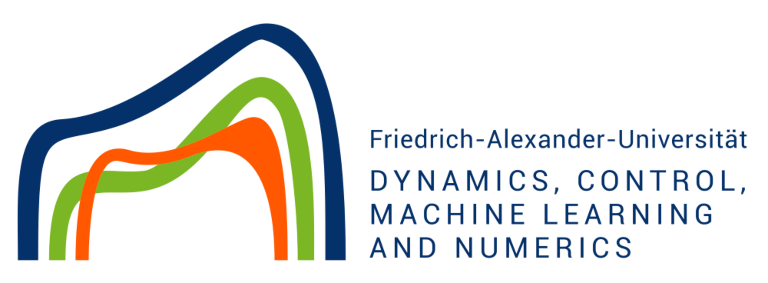 Friedrich-Alexander-Universität
DYNAMICS, CONTROL,
MACHINE LEARNING
AND NUMERICS